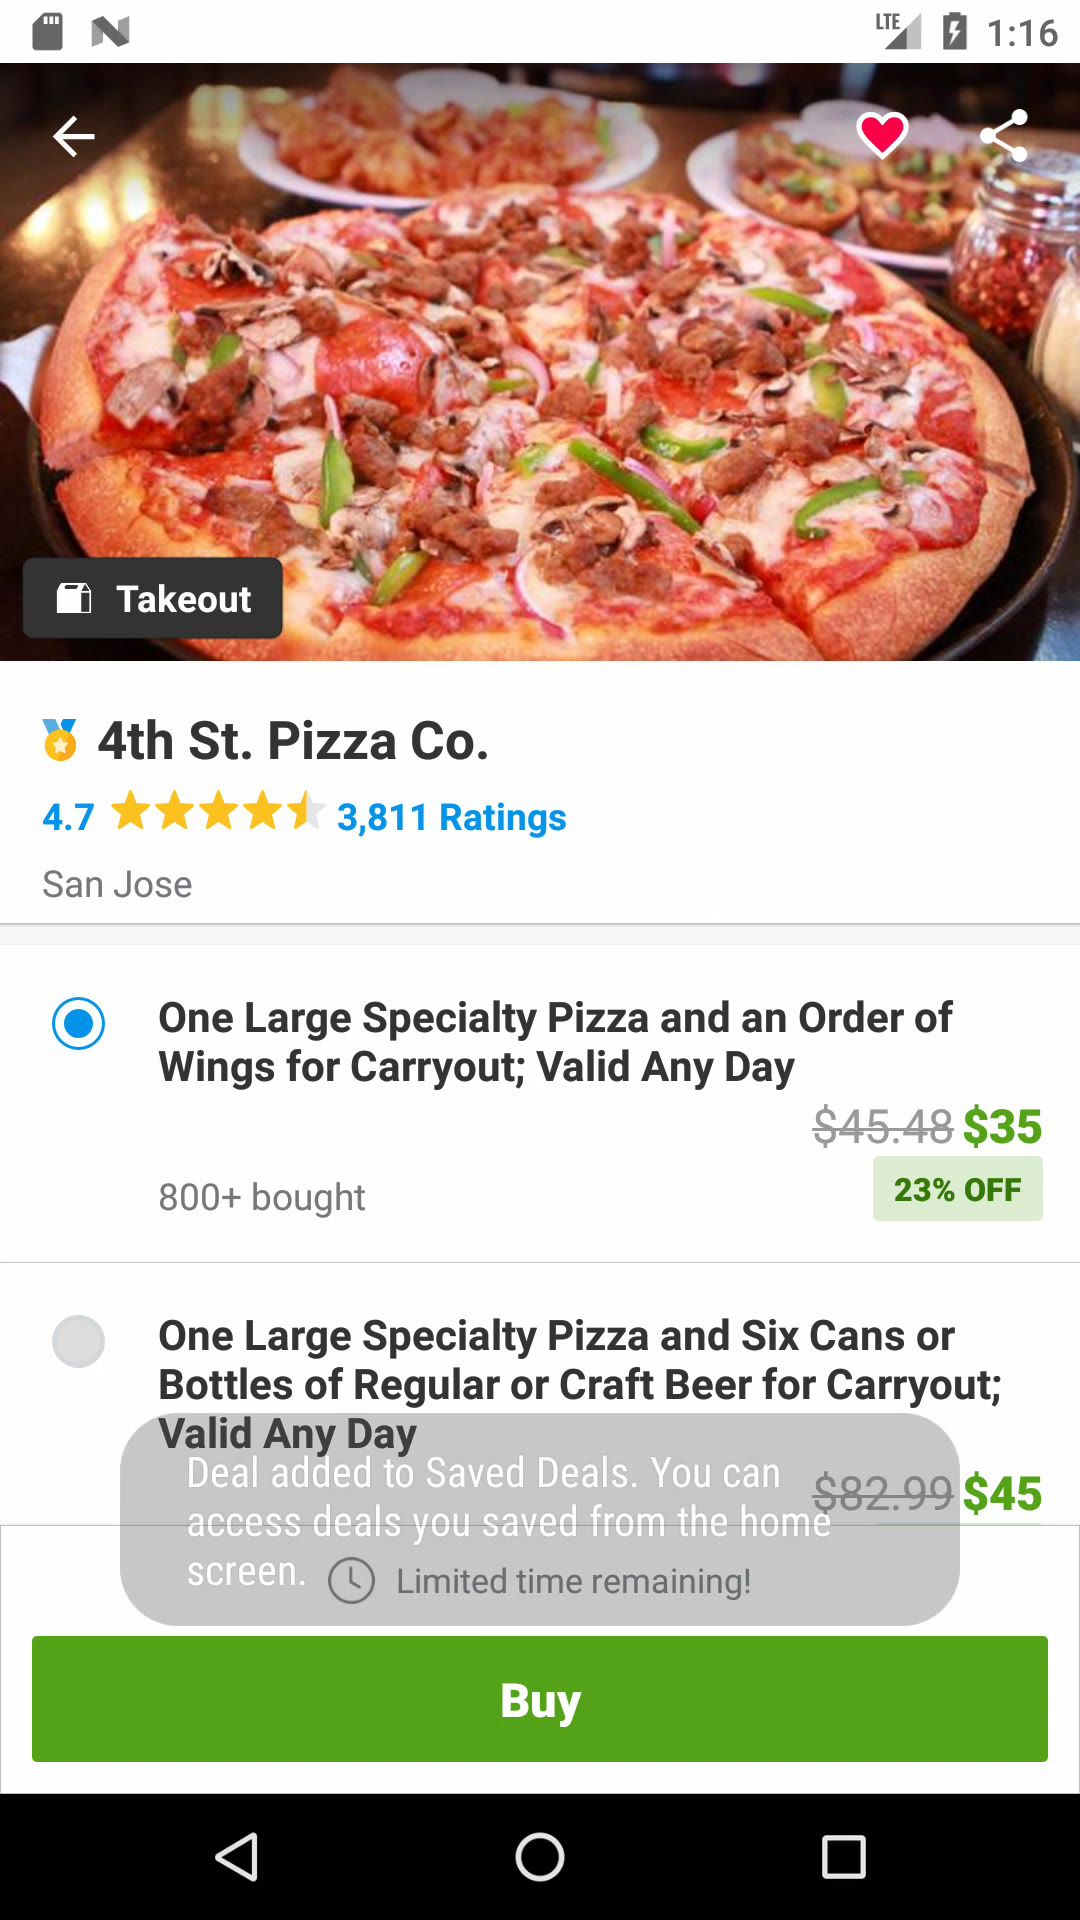 LTE 1:16
Takeout
4th St. Pizza Co.
4.7 3,811 Ratings
San Jose
One Large Specialty Pizza and an Order of
Wings for Carryout; Valid Any Day
$45.48 $35
800+ bought
23% OFF
One Large Specialty Pizza and Six Cans or
Bottles of Regular or Craft Beer for Carryout;
Valid Any Day
$82.99 $45
Deal added to Saved Deals. You can
access deals you saved from the home
screen.
Limited time remaining!
Buy